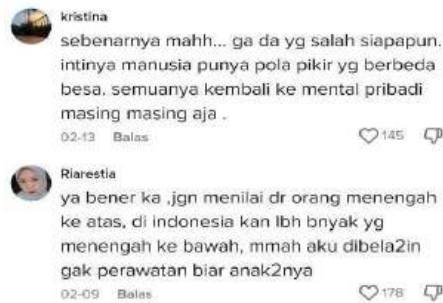 kristina
sebenarnya mahh... ga da yg salah siapapun.
intinya manusia punya pola pikir yg berbeda
besa. semuanya kembali ke mental pribadi
masing masing aja .
02-13 Balas 145
Riarestia
ya bener ka ,jgn menilai dr orang menengah
ke atas, di indonesia kan lbh bnyak yg
menengah ke bawah, mmah aku dibela2in
gak perawatan biar anak2nya
02-09 Balas 178